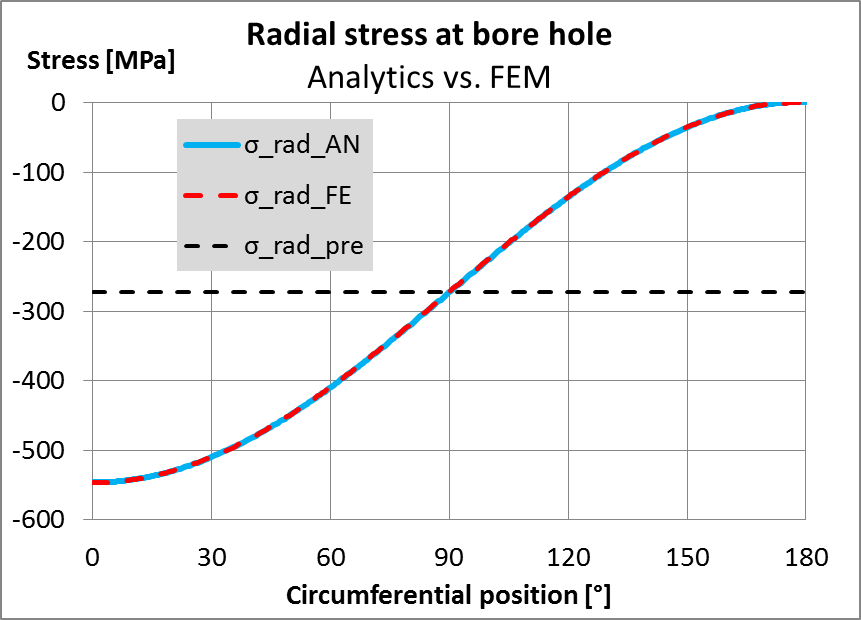 Radial stress at bore hole
Analytics vs. FEM
Stress [MPa]
0
-100
-200
-300
-400
-500
-600
σ_rad_AN
σ_rad_FE
σ_rad_pre
0 30 60 90 120 150 180
Circumferential position [°]